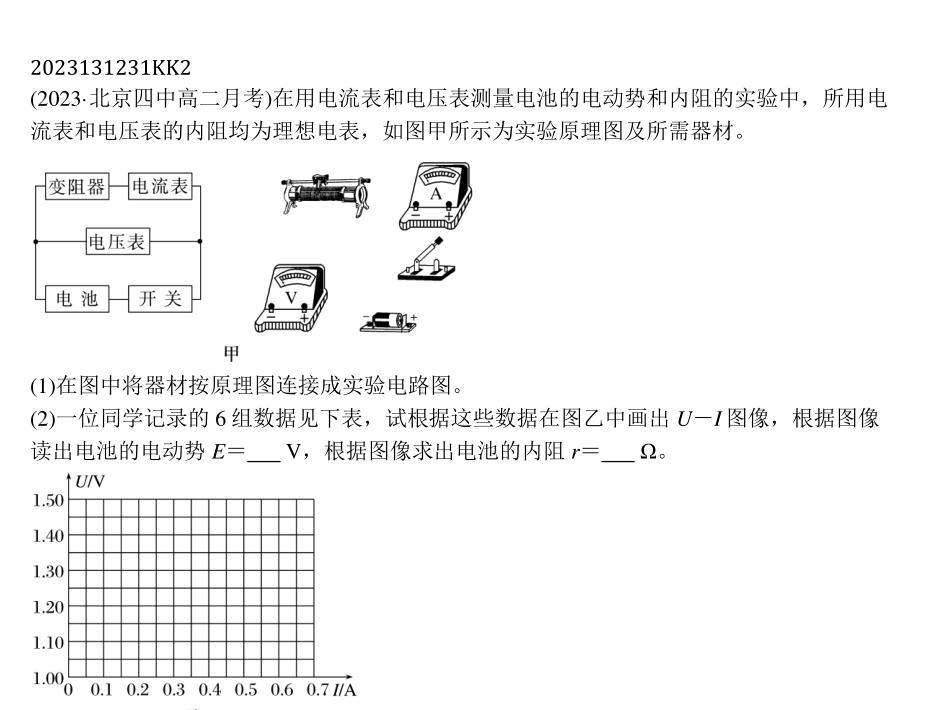 2023131231KK2
(2023·北京四中高二月考)在用电流表和电压表测量电池的电动势和内阻的实验中，所用电
流表和电压表的内阻均为理想电表，如图甲所示为实验原理图及所需器材。
变阻器 电流表
电压表
电池 开关
A
－ ＋
V
－ ＋
－ ＋
甲
(1)在图中将器材按原理图连接成实验电路图。
(2)一位同学记录的 6 组数据见下表，试根据这些数据在图乙中画出 U－I 图像，根据图像
读出电池的电动势 E＝___ V，根据图像求出电池的内阻 r＝___ Ω。
U/V
1.50
1.40
1.30
1.20
1.10
1.00
0 0.1 0.2 0.3 0.4 0.5 0.6 0.7 I/A